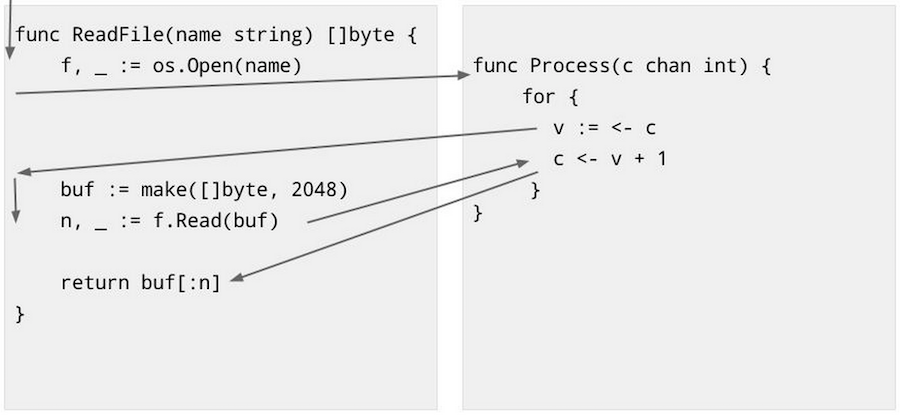 func ReadFile(name string) []byte {
f, _ := os.Open(name)
buf := make([]byte, 2048)
n, _ := f.Read(buf)
return buf[:n]
}
func Process(c chan int) {
for {
v := <- c
c <- v + 1
}
}